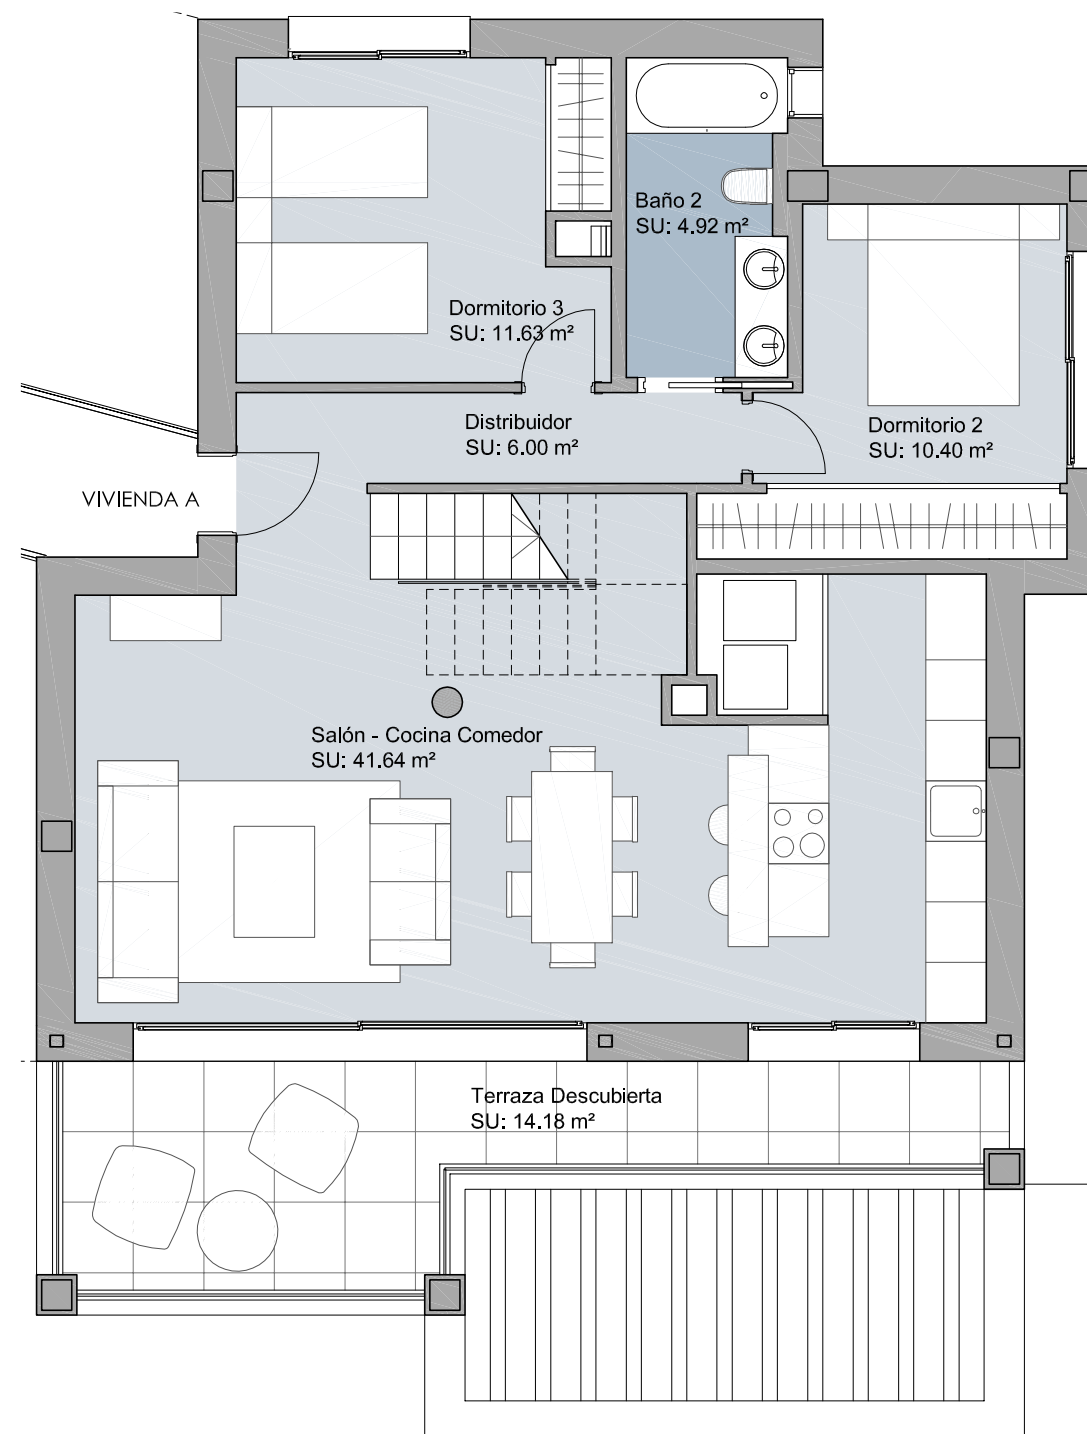 Baño 2
SU: 4.92 m²
Dormitorio 3
SU: 11.63 m²
Distribuidor
SU: 6.00 m²
Dormitorio 2
SU: 10.40 m²
VIVIENDA A
Salón - Cocina Comedor
SU: 41.64 m²
Terraza Descubierta
SU: 14.18 m²